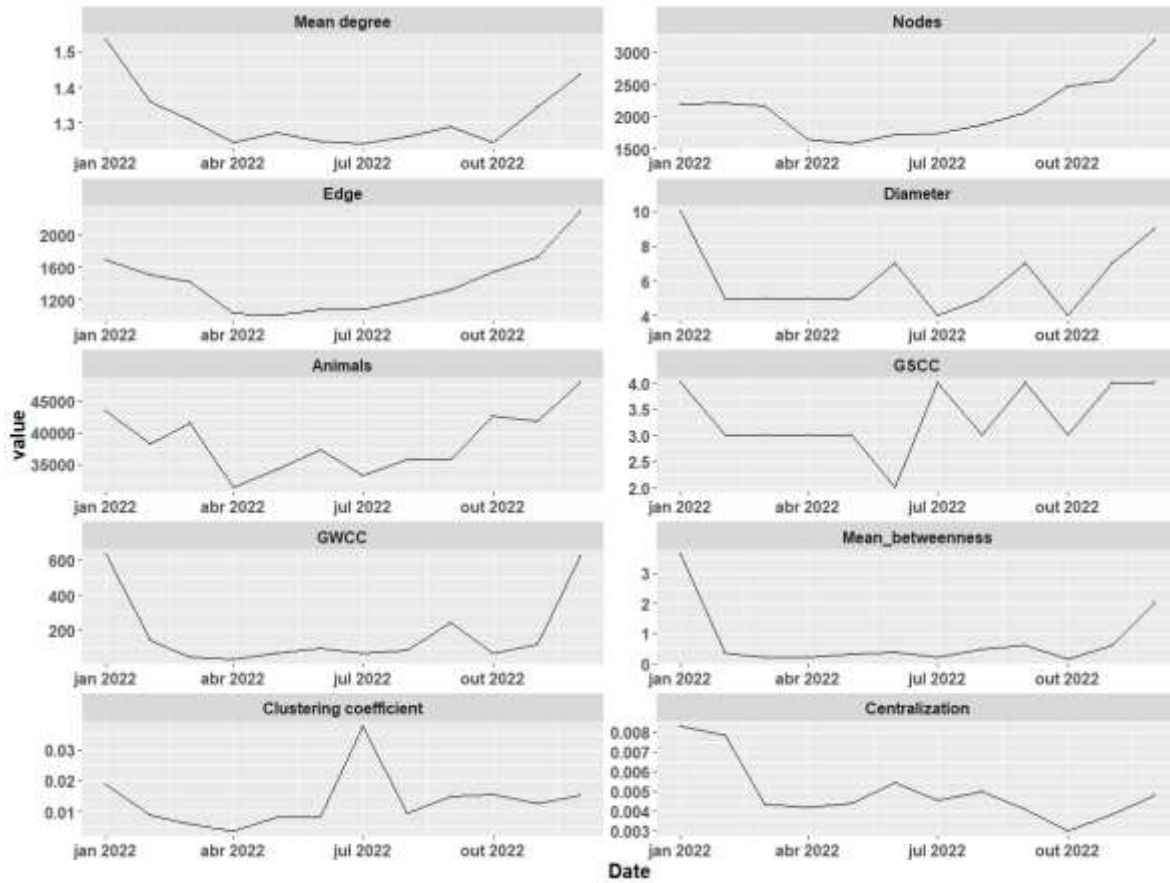 Mean degree
1.5
1.4
1.3
jan 2022 abr 2022 jul 2022 out 2022
Nodes
3000
2500
2000
1500
jan 2022 abr 2022 jul 2022 out 2022
Edge
2000
1600
1200
jan 2022 abr 2022 jul 2022 out 2022
Diameter
10
8
6
4
jan 2022 abr 2022 jul 2022 out 2022
value
Animals
45000
40000
35000
jan 2022 abr 2022 jul 2022 out 2022
GSCC
4.0
3.5
3.0
2.5
2.0
jan 2022 abr 2022 jul 2022 out 2022
GWCC
600
400
200
jan 2022 abr 2022 jul 2022 out 2022
Mean_betweenness
3
2
1
0
jan 2022 abr 2022 jul 2022 out 2022
Clustering coefficient
0.03
0.02
0.01
jan 2022 abr 2022 jul 2022 out 2022
Centralization
0.008
0.007
0.006
0.005
0.004
0.003
jan 2022 abr 2022 jul 2022 out 2022
Date